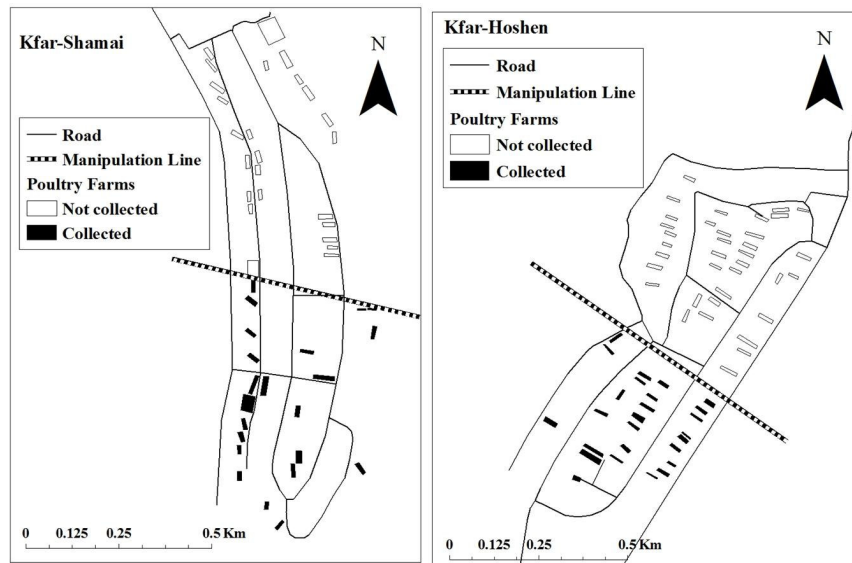 Kfar-Shamai
N
Road
Manipulation Line
Poultry Farms
Not collected
Collected
0 0.125 0.25 0.5 Km
Kfar-Hoshen
N
Road
Manipulation Line
Poultry Farms
Not collected
Collected
0 0.125 0.25 0.5 Km